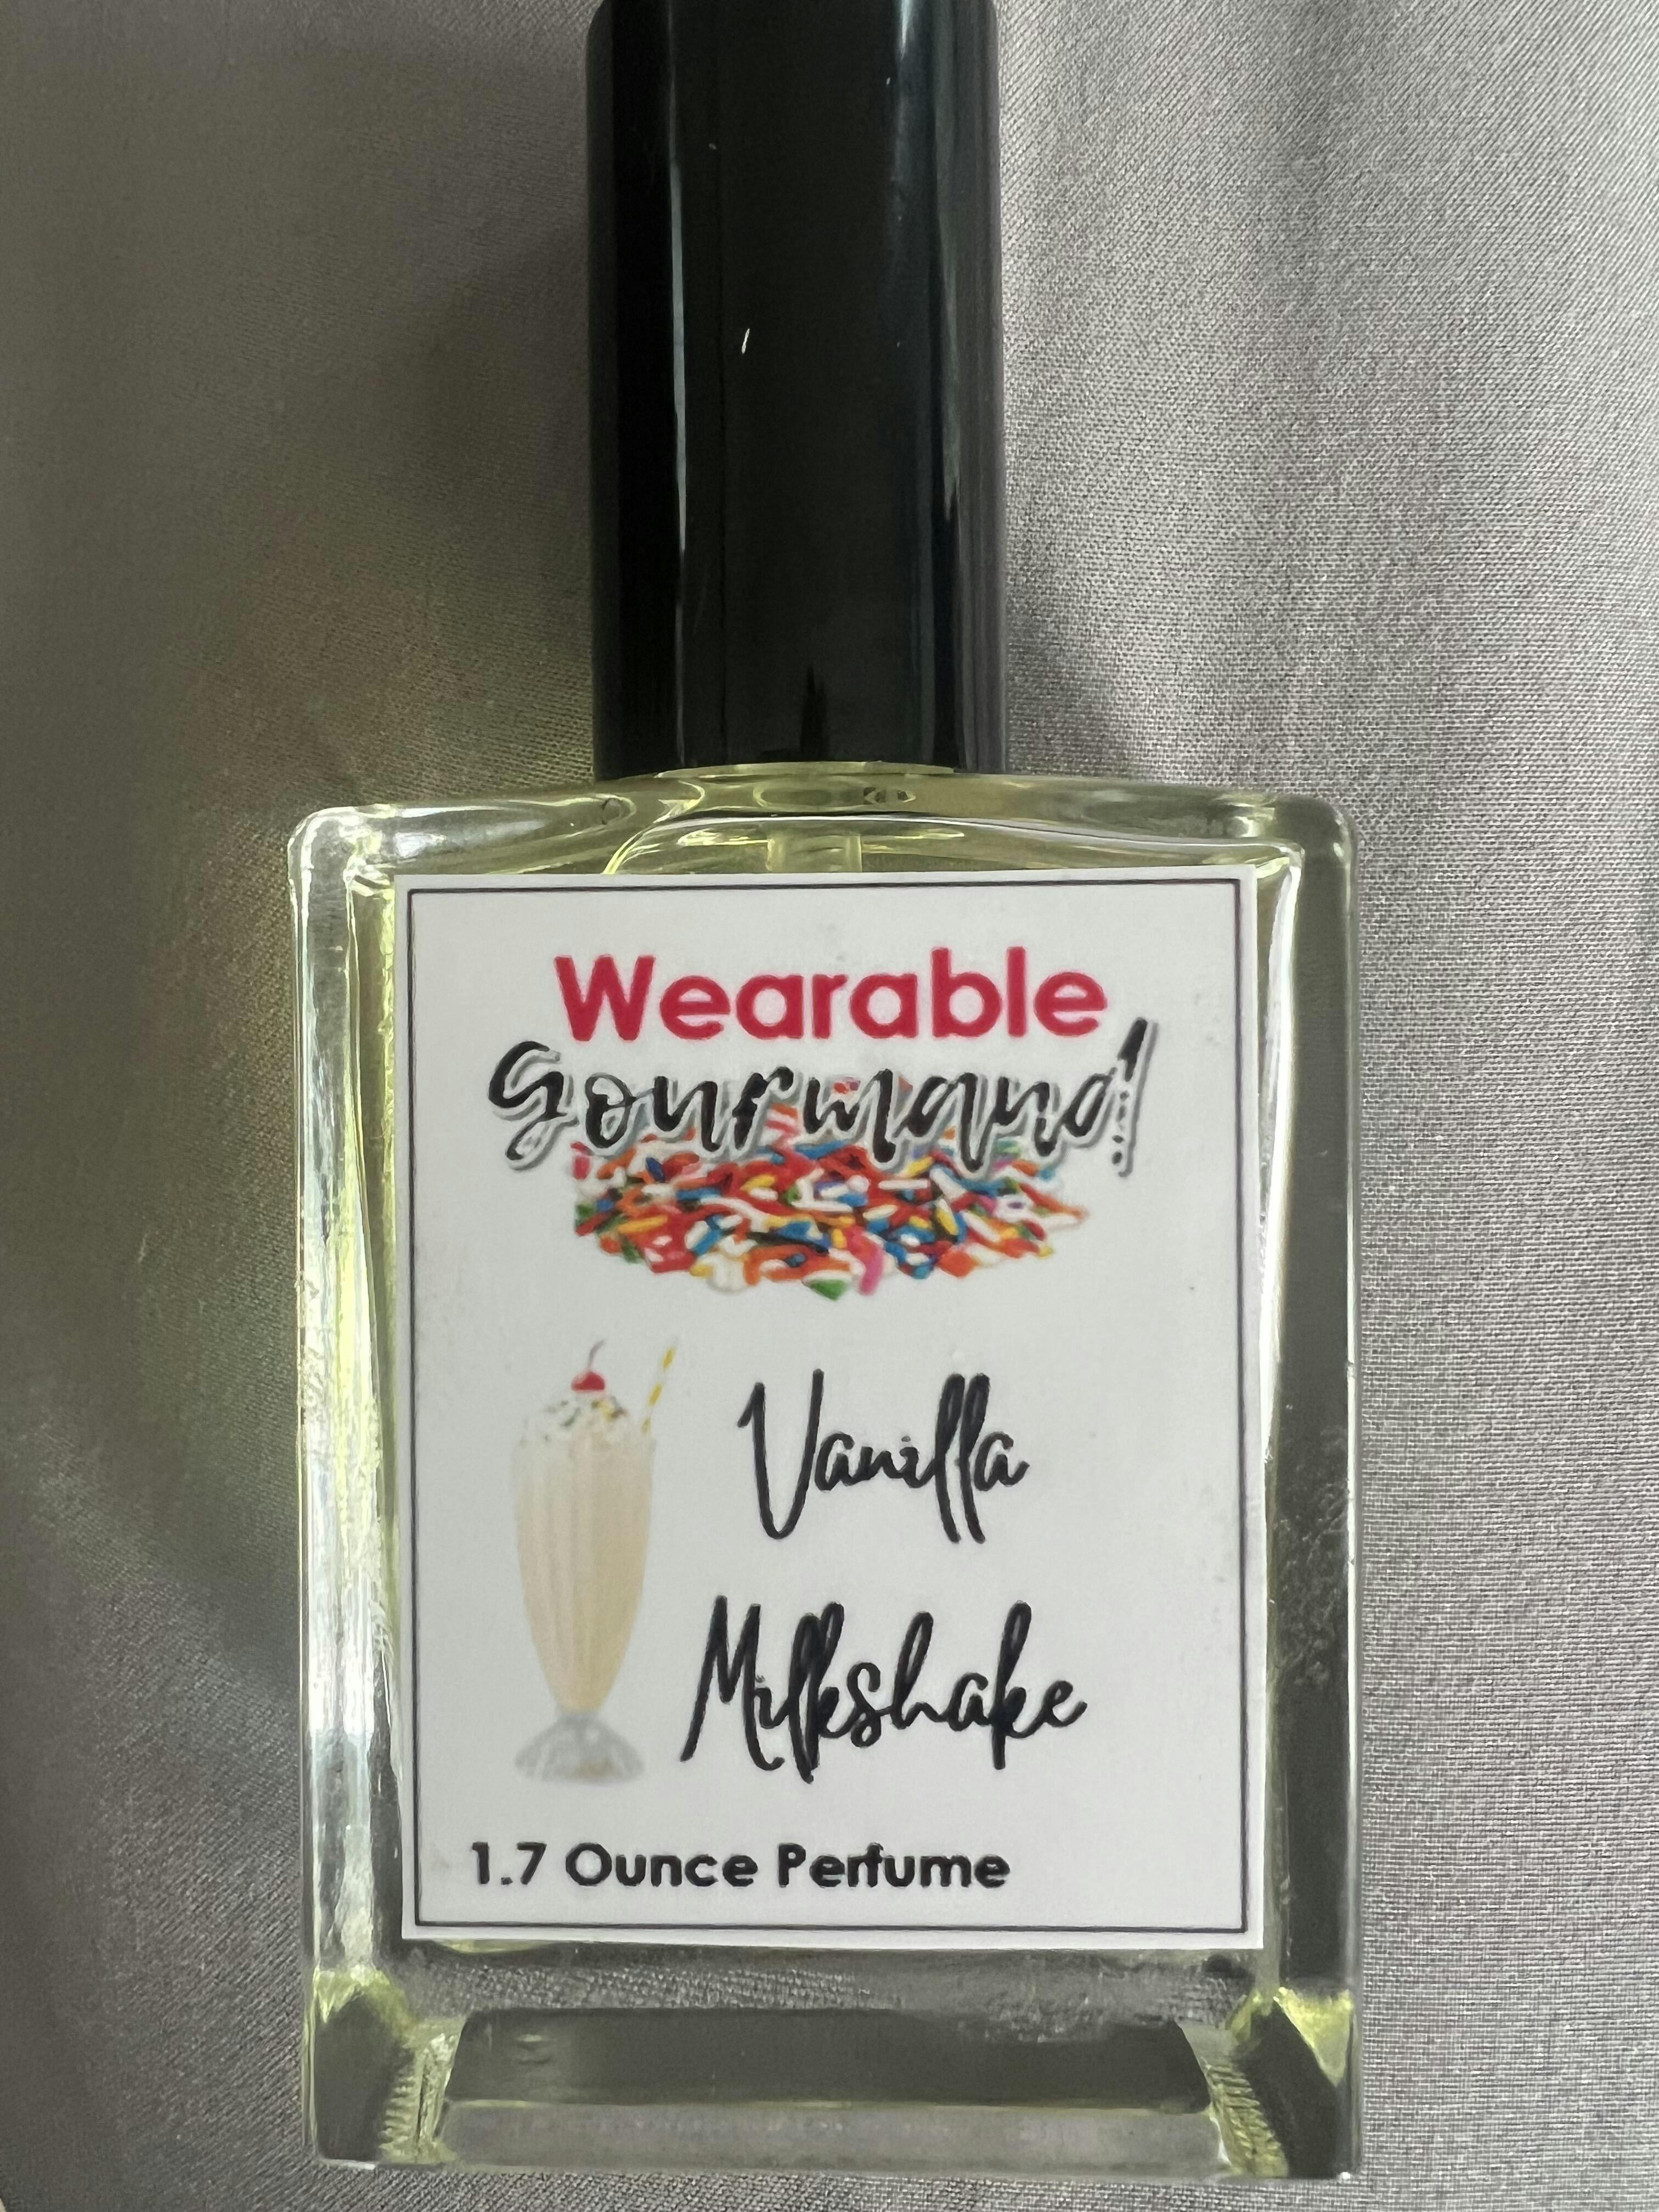 Wearable
Gourmand!
Vanilla
Milkshake
1.7 Ounce Perfume